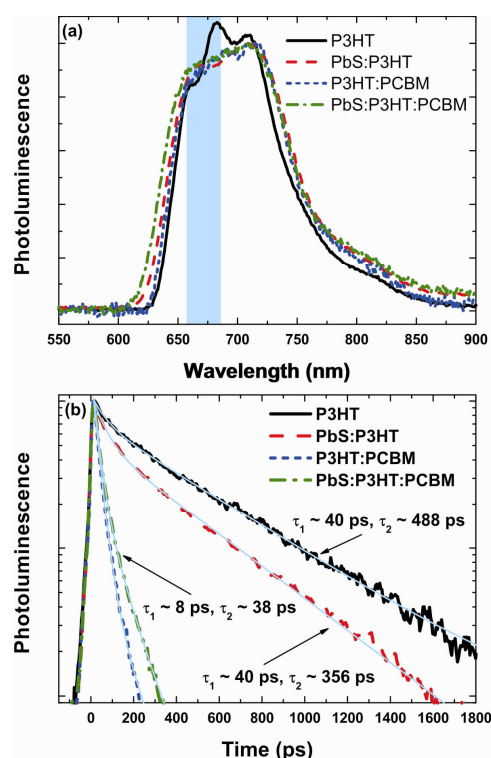 (a)
P3HT
PbS:P3HT
P3HT:PCBM
PbS:P3HT:PCBM
Photoluminescence
550 600 650 700 750 800 850 900
Wavelength (nm)
(b)
P3HT
PbS:P3HT
P3HT:PCBM
PbS:P3HT:PCBM
Photoluminescence
τ1 ~ 40 ps, τ2 ~ 488 ps
τ1 ~ 8 ps, τ2 ~ 38 ps
τ1 ~ 40 ps, τ2 ~ 356 ps
0 200 400 600 800 1000 1200 1400 1600 1800
Time (ps)